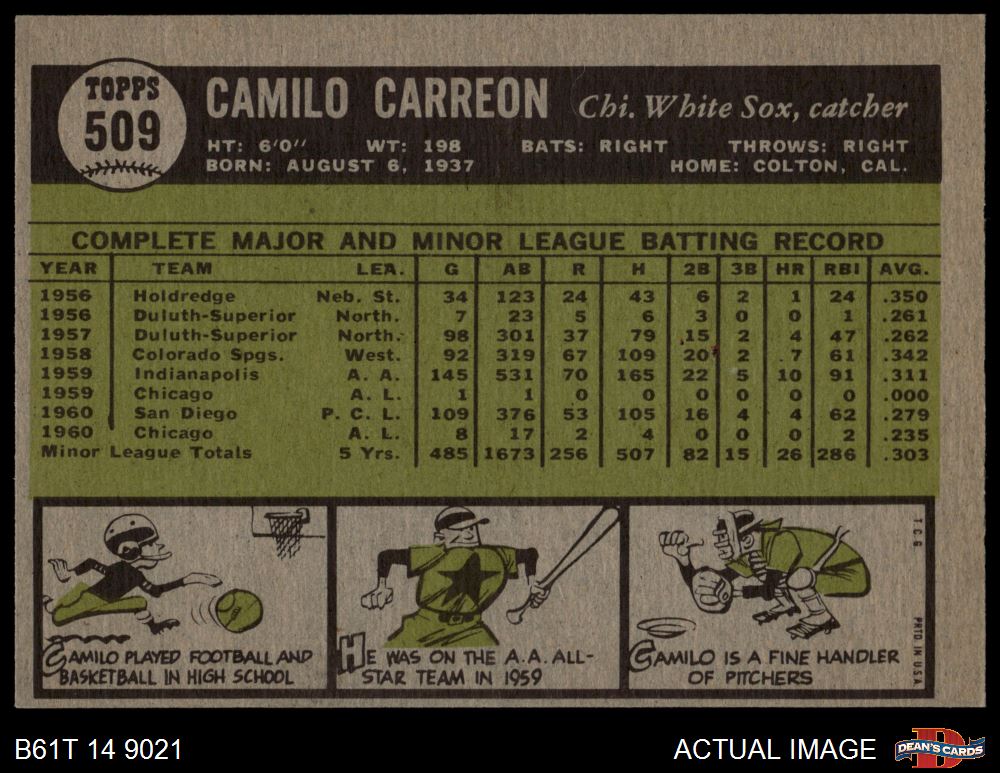 TOPPS
509
CAMILO CARREON Chi. White Sox, catcher
HT: 6'0" WT: 198 BATS: RIGHT THROWS: RIGHT
BORN: AUGUST 6, 1937 HOME: COLTON, CAL.
COMPLETE MAJOR AND MINOR LEAGUE BATTING RECORD
YEAR TEAM LEA. G AB R H 2B 3B HR RBI AVG.
1956 Holdredge Neb. St. 34 123 24 43 6 2 1 24 .350
1956 Duluth-Superior North. 7 23 5 6 3 0 0 1 .261
1957 Duluth-Superior North. 98 301 37 79 15 2 4 47 .262
1958 Colorado Spgs. West. 92 319 67 109 20 2 7 61 .342
1959 Indianapolis A. A. 145 531 70 165 22 5 10 91 .311
1959 Chicago A. L. 1 1 0 0 0 0 0 0 .000
1960 San Diego P. C. L. 109 376 53 105 16 4 4 62 .279
1960 Chicago A. L. 8 17 2 4 0 0 0 2 .235
Minor League Totals 5 Yrs. 485 1673 256 507 82 15 26 286 .303
CAMILO PLAYED FOOTBALL AND
BASKETBALL IN HIGH SCHOOL
HE WAS ON THE A.A. ALL-
STAR TEAM IN 1959
CAMILO IS A FINE HANDLER
OF PITCHERS
T.C.G.
PRTD. IN U.S.A.
B61T 14 9021
ACTUAL IMAGE
D
DEAN'S CARDS